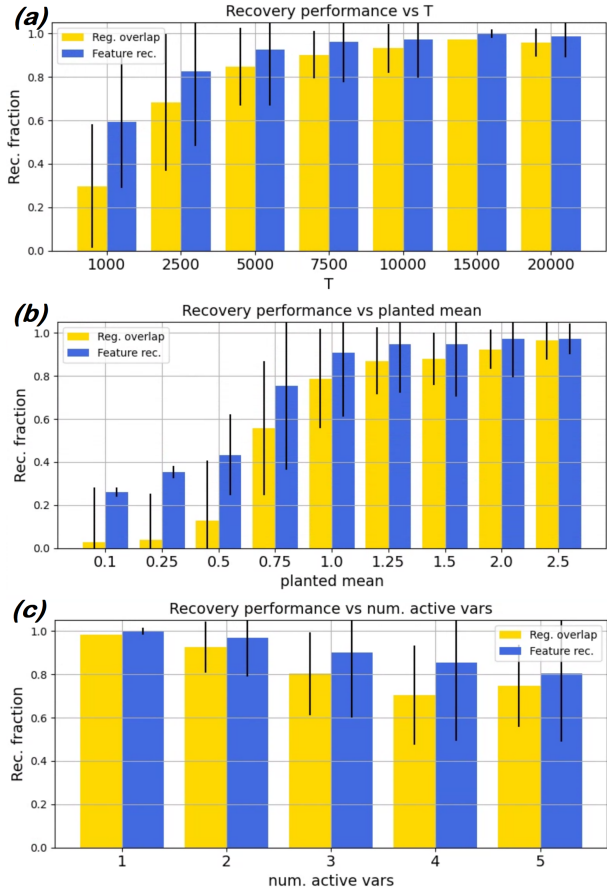 (a)
Recovery performance vs T
Reg. overlap
Feature rec.
Rec. fraction
1.0
0.8
0.6
0.4
0.2
0.0
1000 2500 5000 7500 10000 15000 20000
T
(b)
Recovery performance vs planted mean
Reg. overlap
Feature rec.
Rec. fraction
1.0
0.8
0.6
0.4
0.2
0.0
0.1 0.25 0.5 0.75 1.0 1.25 1.5 2.0 2.5
planted mean
(c)
Recovery performance vs num. active vars
Reg. overlap
Feature rec.
Rec. fraction
1.0
0.8
0.6
0.4
0.2
0.0
1 2 3 4 5
num. active vars